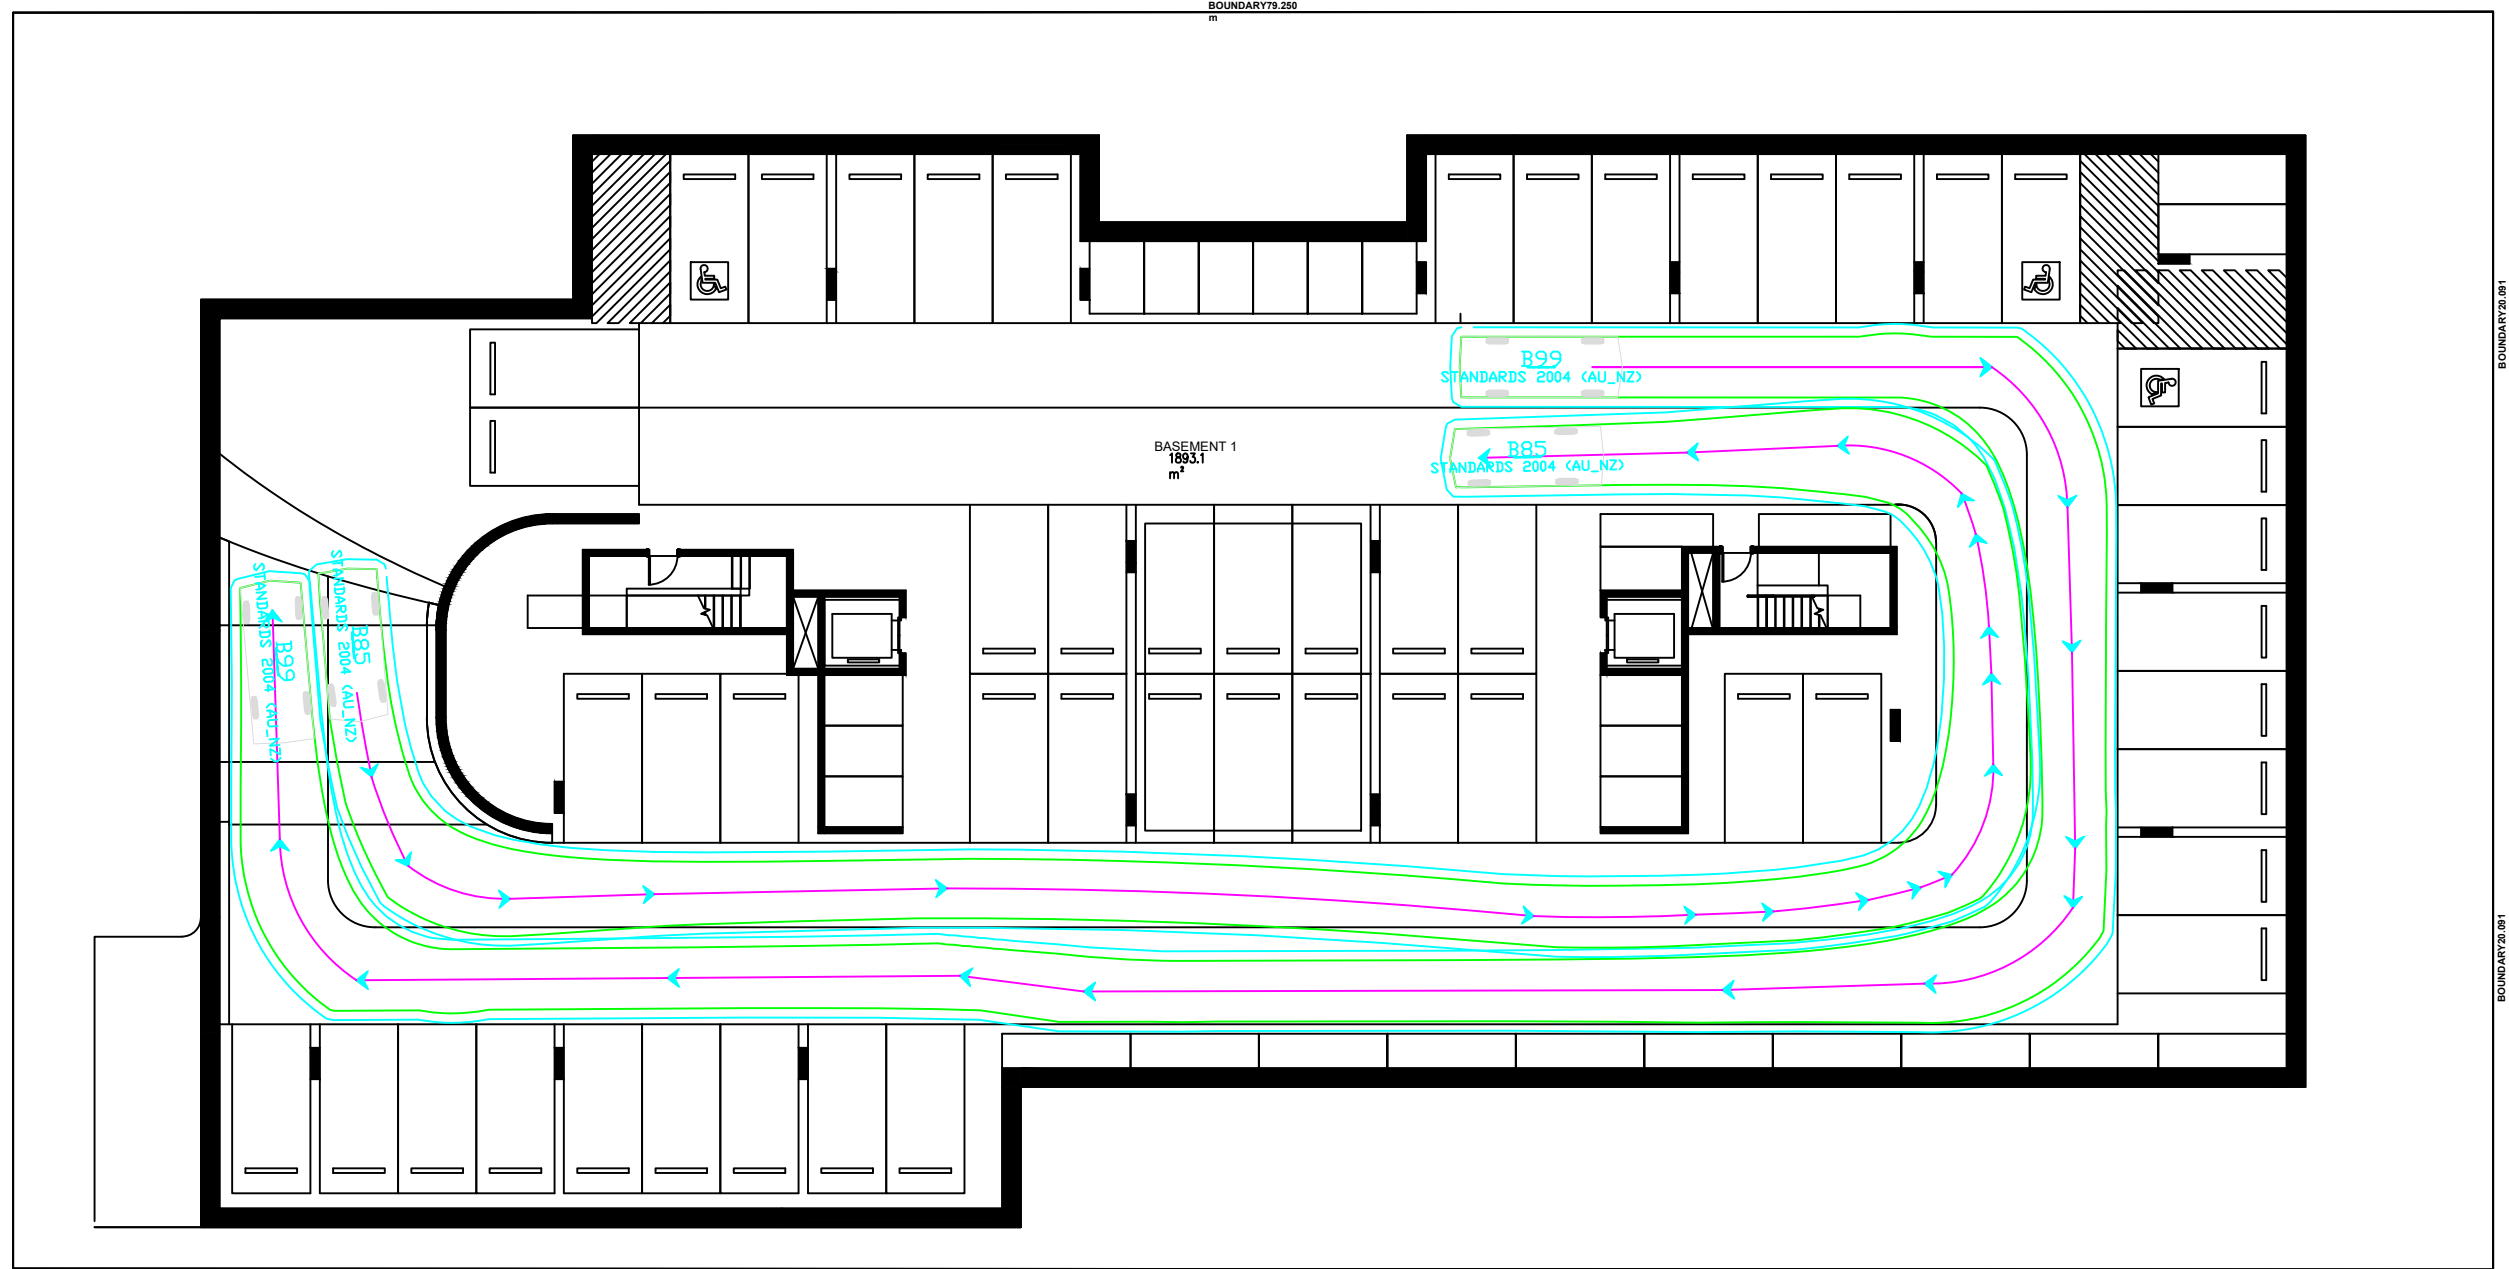 BOUNDARY79.250
m
BOUNDARY20.091
B99
STANDARDS 2004 (AU_NZ)
BASEMENT 1
1893.1
m²
B85
STANDARDS 2004 (AU_NZ)
B99
STANDARDS 2004 (AU_NZ)
B85
STANDARDS 2004 (AU_NZ)
BOUNDARY20.091